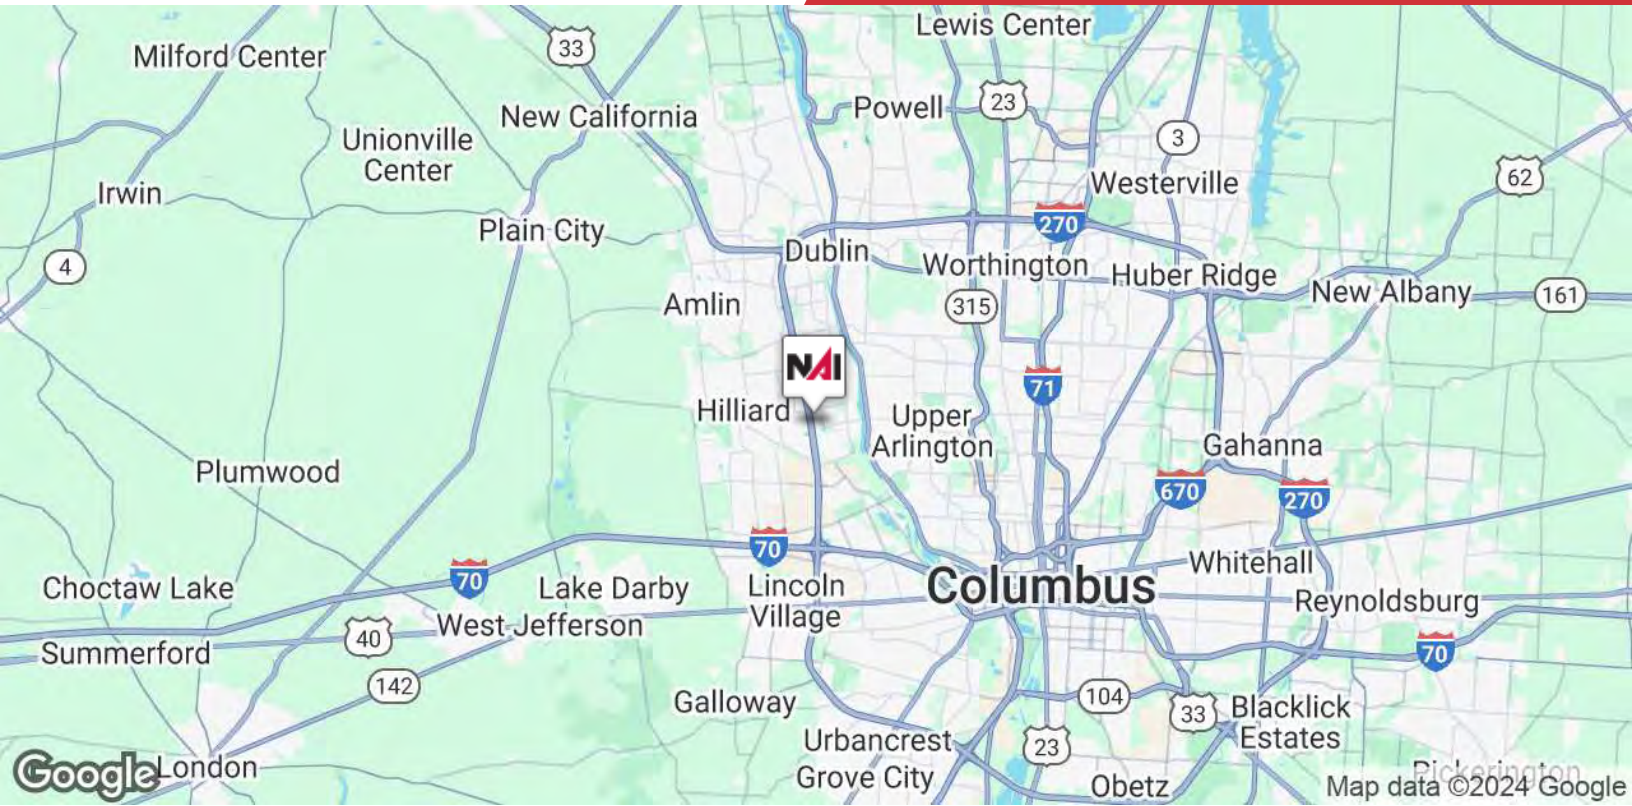 Lewis Center
33
Milford Center
Powell
23
New California
3
Unionville
Center
62
Westerville
Irwin
270
Plain City
Dublin
4
Worthington
Huber Ridge
New Albany
161
Amlin
315
NAI
71
Hilliard
Upper
Arlington
Gahanna
Plumwood
670
270
70
Whitehall
70
Choctaw Lake
Lake Darby
Lincoln
Village
Columbus
Reynoldsburg
West Jefferson
40
Summerford
70
142
104
Galloway
33
Blacklick
Estates
Urbancrest
23
Google
London
Grove City
Obetz
Pickerington
Map data ©2024 Google